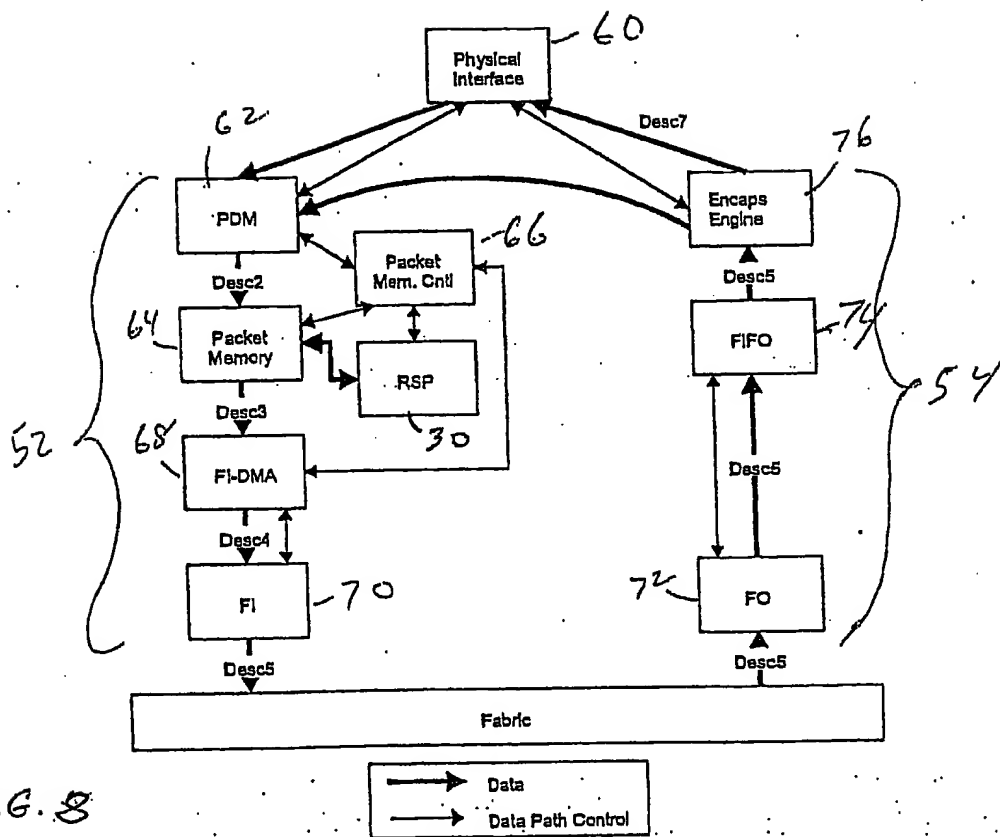 60
Physical
Interface
62
Desc7
76
PDM
Encaps
Engine
66
Packet
Mem. Cntl
Desc2
Desc5
64
Packet
Memory
74
FIFO
RSP
54
Desc3
30
52
68
FI-DMA
Desc5
Desc4
72
FI
70
FO
Desc5
Desc5
Fabric
Data
Data Path Control
G. 8